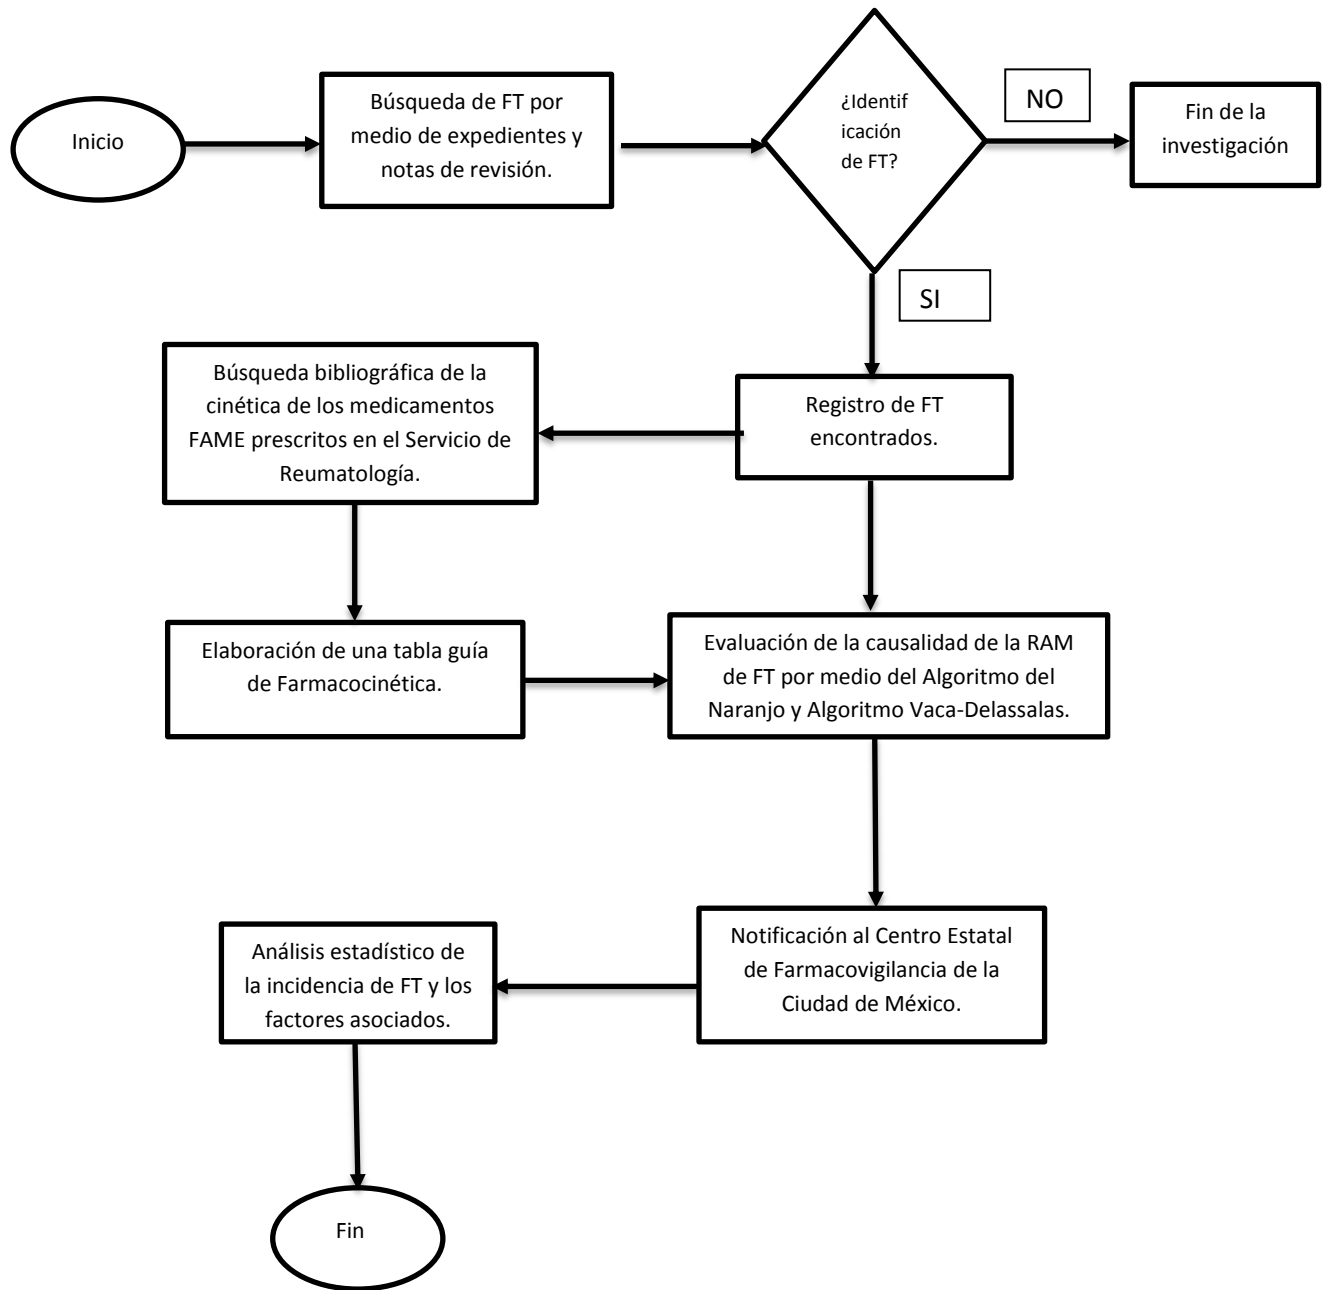 Inicio
Búsqueda de FT por
medio de expedientes y
notas de revisión.
¿Identif
icación
de FT?
NO
Fin de la
investigación
SI
Búsqueda bibliográfica de la
cinética de los medicamentos
FAME prescritos en el Servicio de
Reumatología.
Registro de FT
encontrados.
Elaboración de una tabla guía
de Farmacocinética.
Evaluación de la causalidad de la RAM
de FT por medio del Algoritmo del
Naranjo y Algoritmo Vaca-Delassalas.
Notificación al Centro Estatal
de Farmacovigilancia de la
Ciudad de México.
Análisis estadístico de
la incidencia de FT y los
factores asociados.
Fin